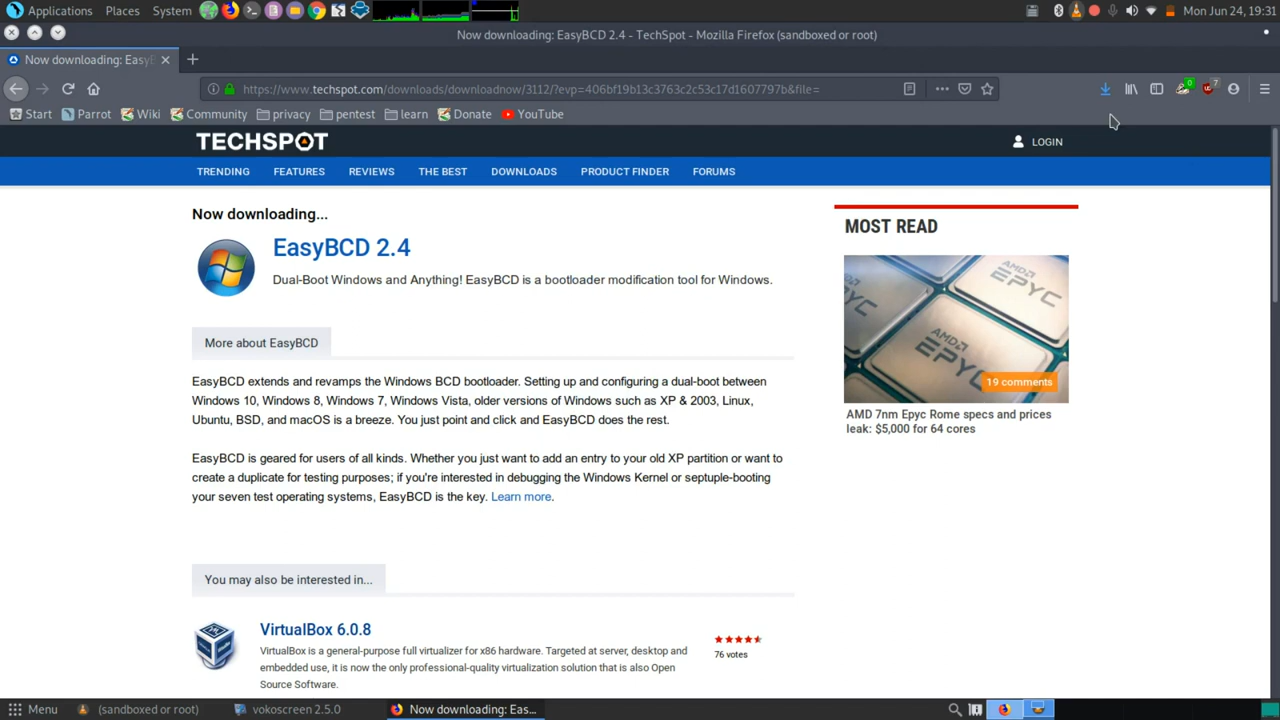 Applications Places System Mon Jun 24, 19:31
Now downloading: EasyBCD 2.4 - TechSpot - Mozilla Firefox (sandboxed or root)
Now downloading: EasyB
https://www.techspot.com/downloads/downloadnow/3112/?evp=406bf19b13c3763c2c53c17d1607797b&file= 0 7
Start Parrot Wiki Community privacy pentest learn Donate YouTube
TECHSPOT LOGIN
TRENDING FEATURES REVIEWS THE BEST DOWNLOADS PRODUCT FINDER FORUMS
Now downloading...
EasyBCD 2.4
Dual-Boot Windows and Anything! EasyBCD is a bootloader modification tool for Windows.
More about EasyBCD
EasyBCD extends and revamps the Windows BCD bootloader. Setting up and configuring a dual-boot between
Windows 10, Windows 8, Windows 7, Windows Vista, older versions of Windows such as XP & 2003, Linux,
Ubuntu, BSD, and macOS is a breeze. You just point and click and EasyBCD does the rest.
EasyBCD is geared for users of all kinds. Whether you just want to add an entry to your old XP partition or want to
create a duplicate for testing purposes; if you're interested in debugging the Windows Kernel or septuple-booting
your seven test operating systems, EasyBCD is the key. Learn more.
You may also be interested in...
VirtualBox 6.0.8
VirtualBox is a general-purpose full virtualizer for x86 hardware. Targeted at server, desktop and
embedded use, it is now the only professional-quality virtualization solution that is also Open
Source Software.
76 votes
MOST READ
AMD
EPYC
AMD
EPYC
19 comments
AMD 7nm Epyc Rome specs and prices
leak: $5,000 for 64 cores
Menu (sandboxed or root) vokoscreen 2.5.0 Now downloading: Eas...